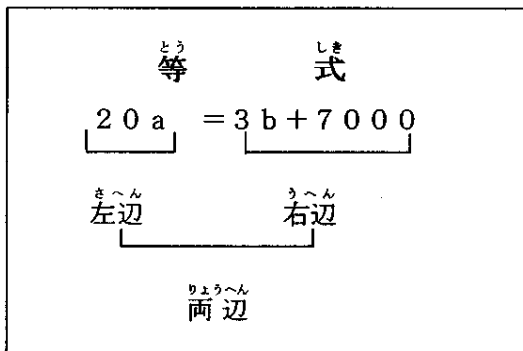 とう しき
等 式
20a =3b+7000
さへん うへん
左辺 右辺
りょうへん
両辺